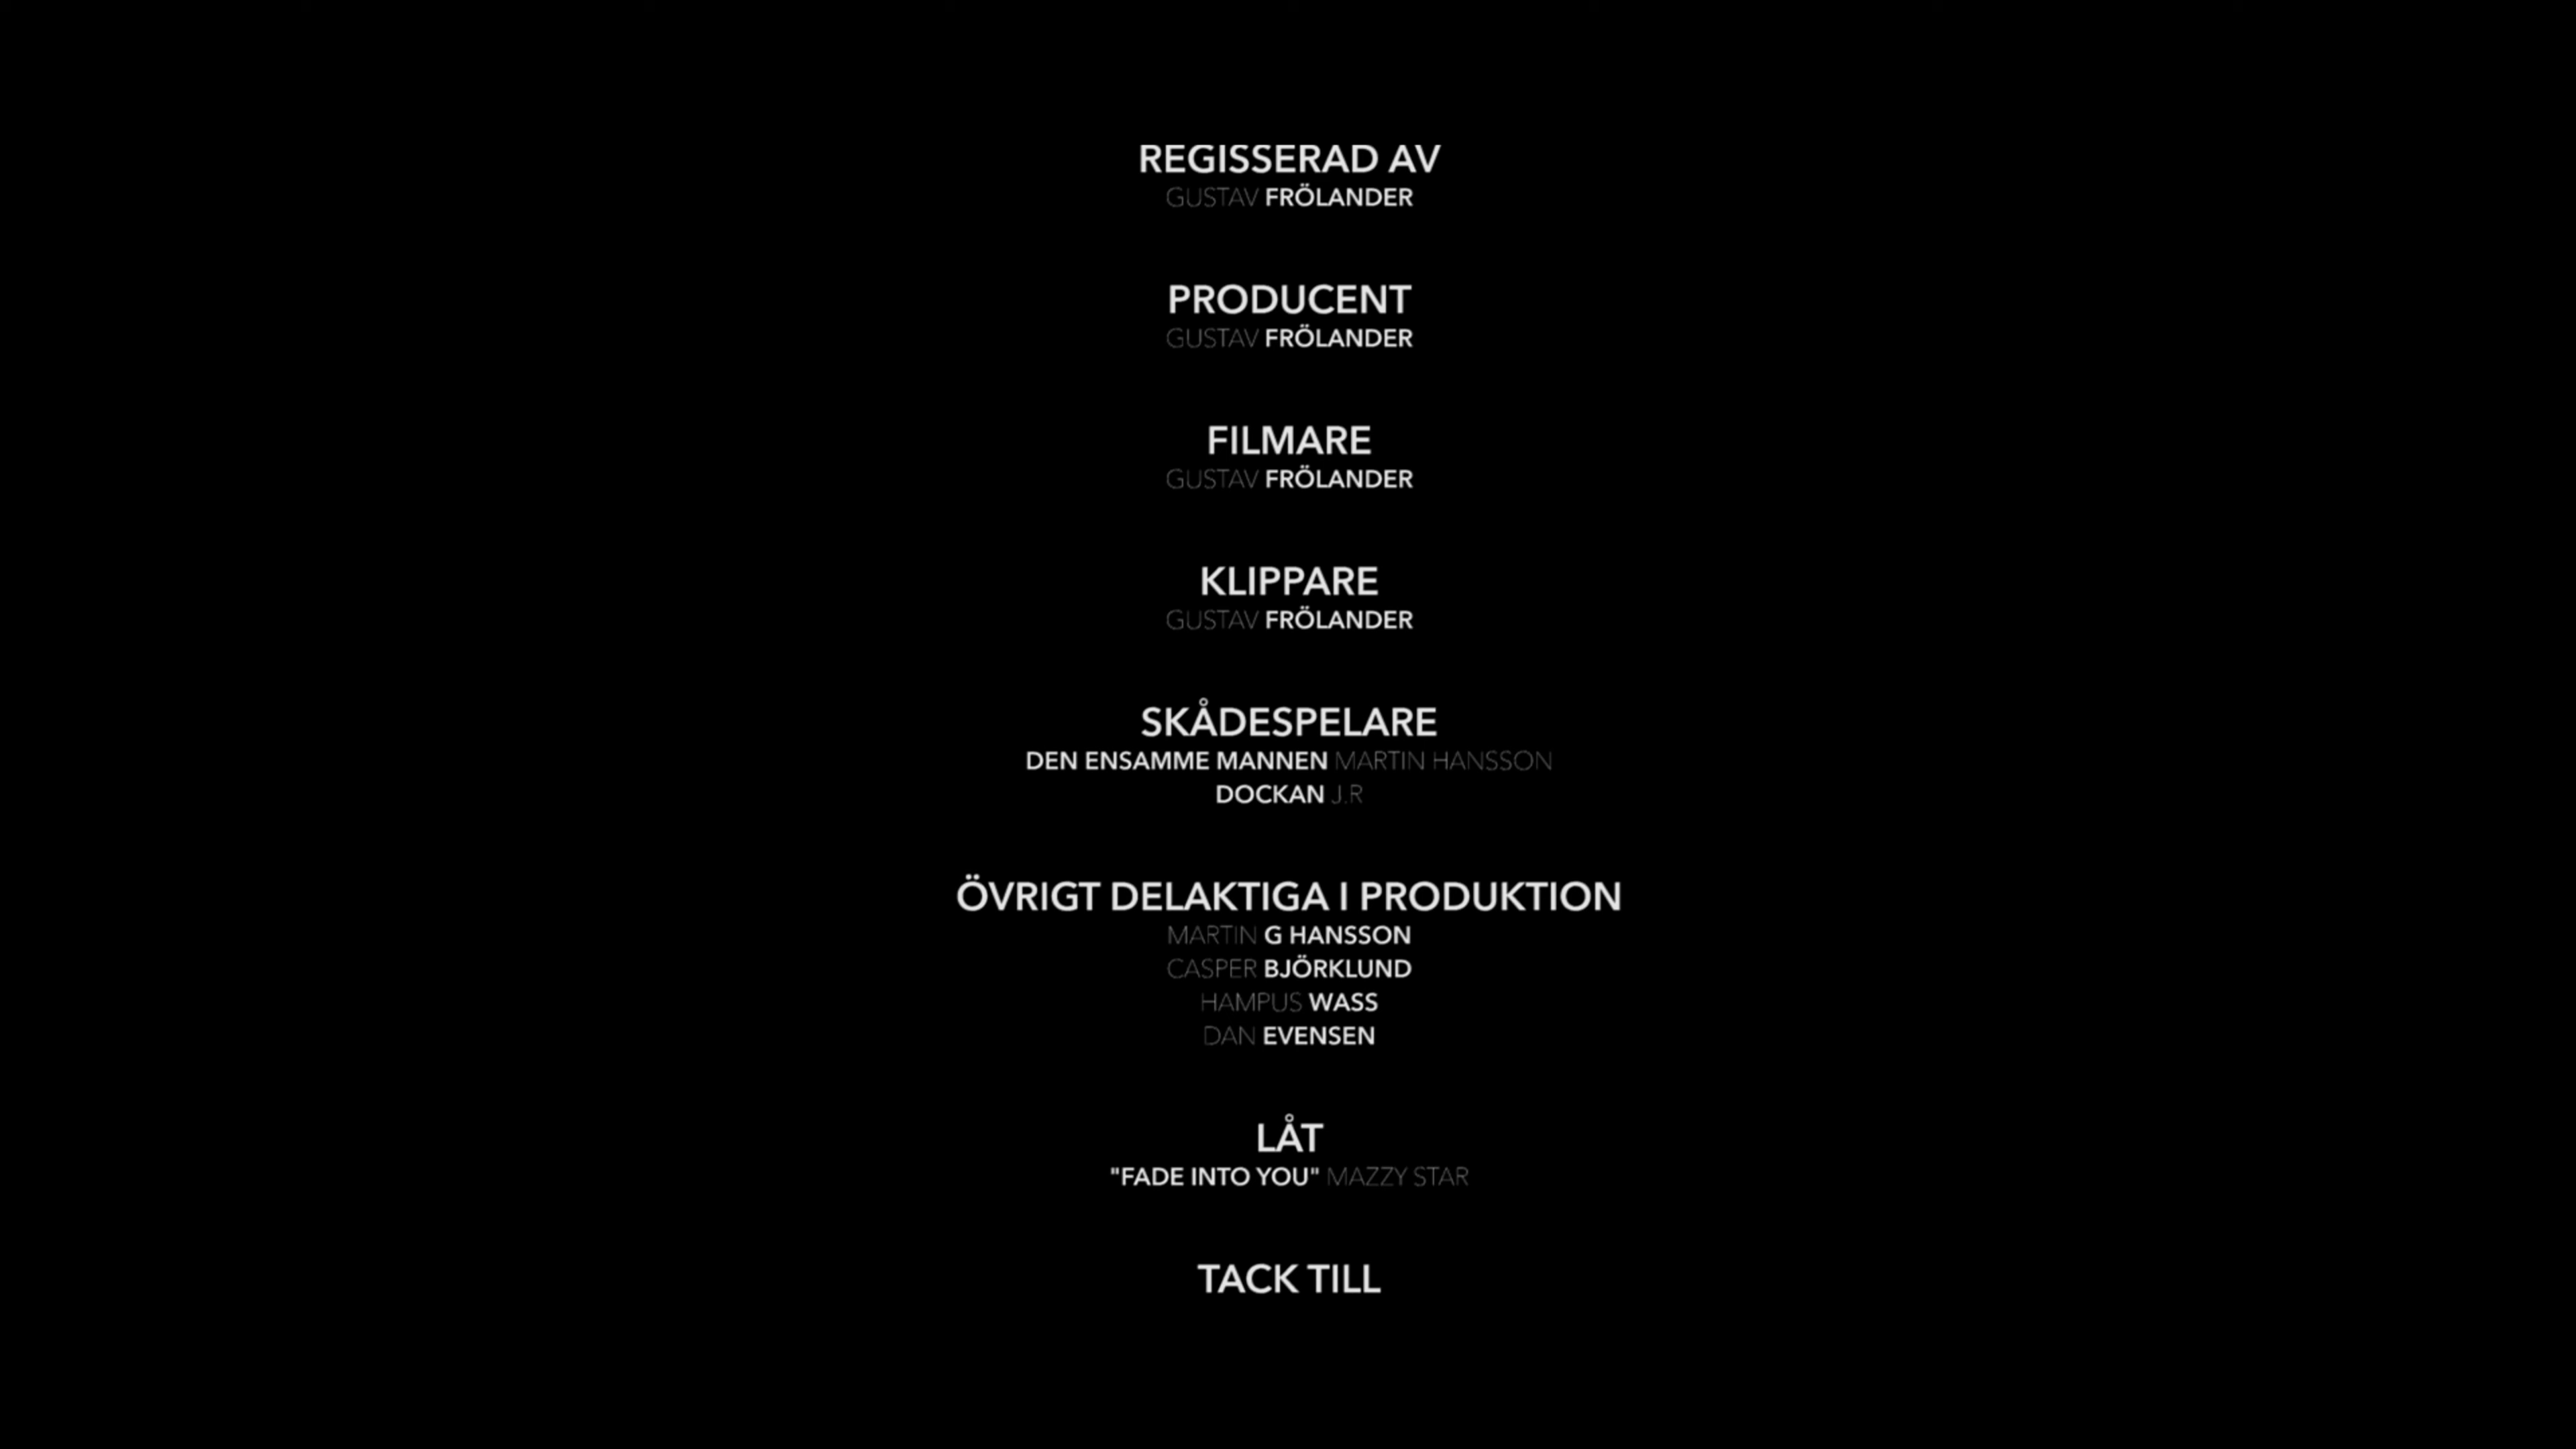 REGISSERAD AV
GUSTAV FRÖLANDER
PRODUCENT
GUSTAV FRÖLANDER
FILMARE
GUSTAV FRÖLANDER
KLIPPARE
GUSTAV FRÖLANDER
SKÅDESPELARE
DEN ENSAMME MANNEN MARTIN HANSSON
DOCKAN J.R
ÖVRIGT DELAKTIGA I PRODUKTION
MARTIN G HANSSON
CASPER BJÖRKLUND
HAMPUS WASS
DAN EVENSEN
LÅT
"FADE INTO YOU" MAZZY STAR
TACK TILL